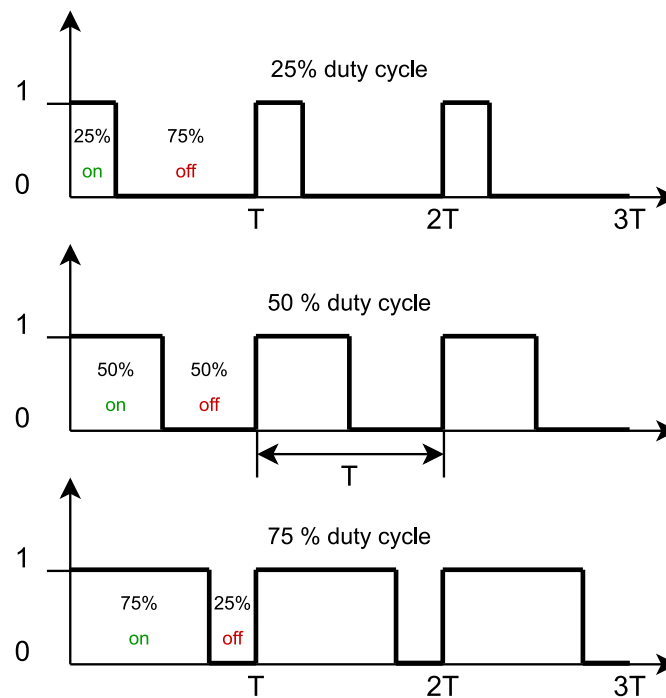 25% duty cycle
1
25% 75%
on off
0
T 2T 3T
50 % duty cycle
1
50% 50%
on off
0
T
75 % duty cycle
1
75% 25%
on off
0
T 2T 3T